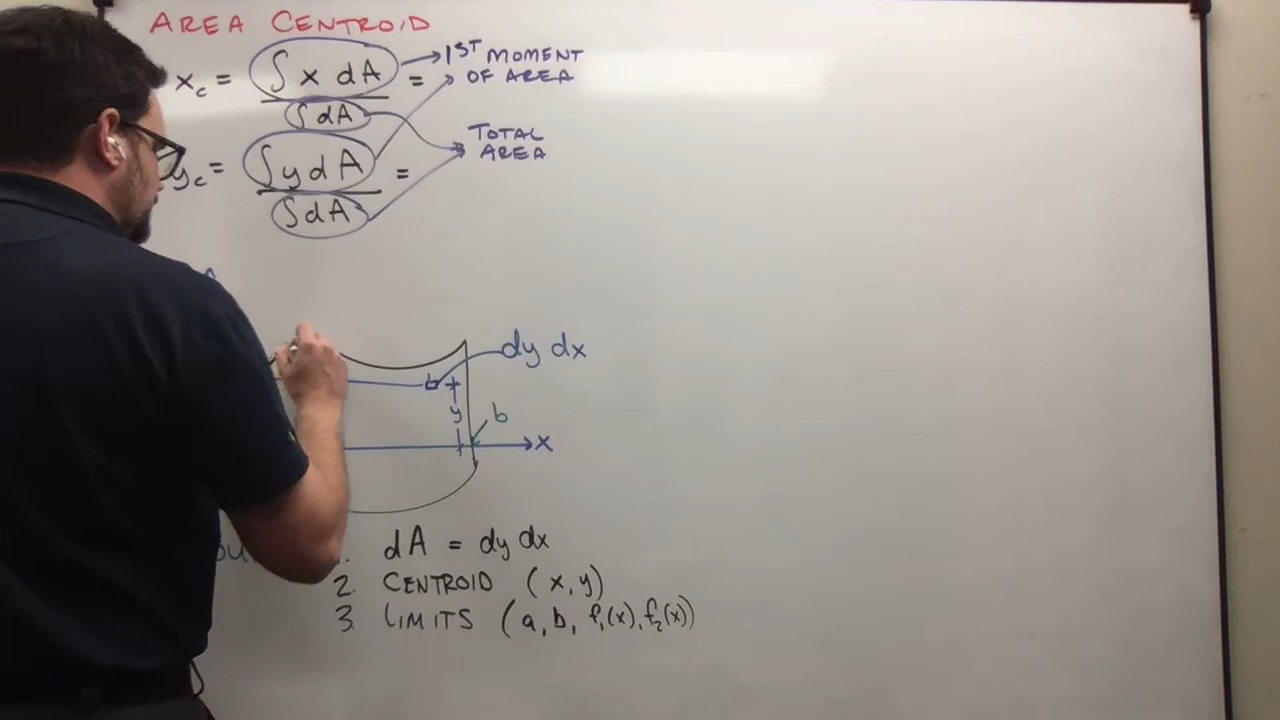 AREA CENTROID
x_c = ∫ x dA =
∫ dA
1ST MOMENT
OF AREA
y_c = ∫ y dA =
∫ dA
TOTAL
AREA
dy dx
y
b
x
1. dA = dy dx
2. CENTROID (x, y)
3. LIMITS (a, b, f₁(x), f₂(x))